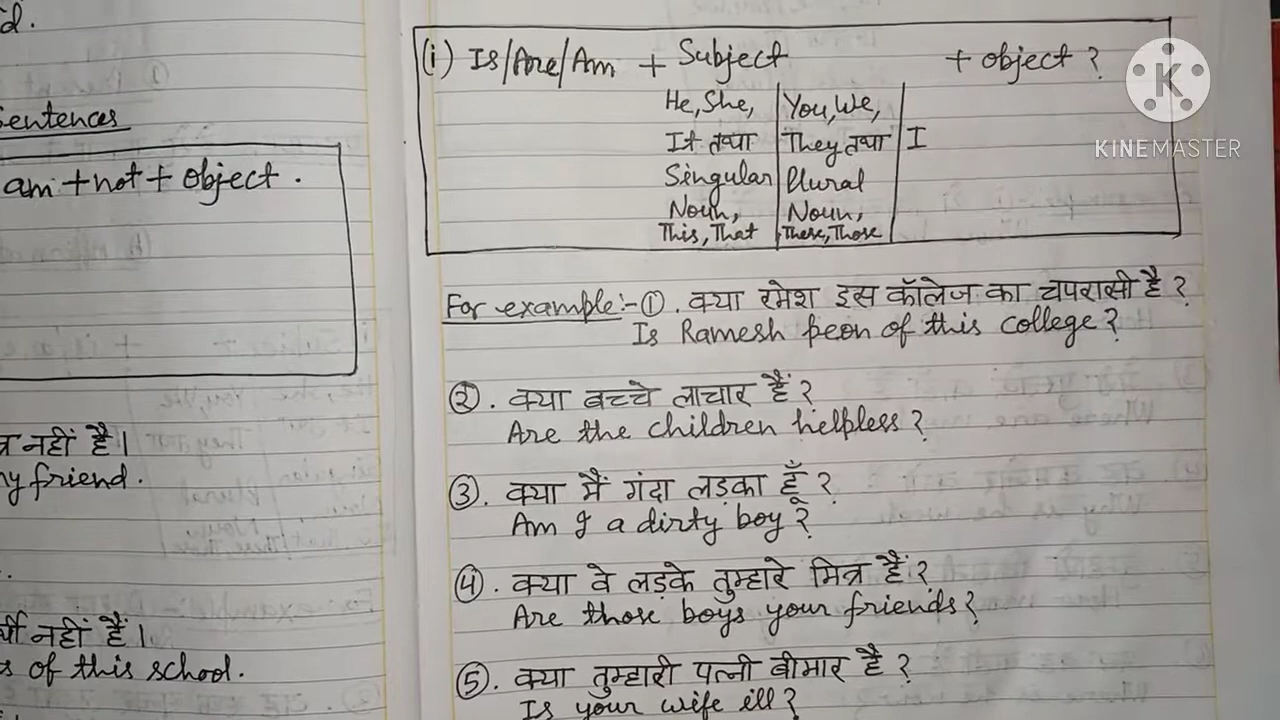 d.
Sentences
am + not + object.
त्र नहीं है।
my friend.
र्थी नहीं हैं।
s of this school.
(i) Is/Are/Am + Subject + object ?
He, She, | You, We, |
It तथा | They तथा | I
Singular | Plural
Noun, | Noun,
This, That | These, Those
For example:- ①. क्या रमेश इस कॉलेज का चपरासी है ?
Is Ramesh peon of this college ?
②. क्या बच्चे लाचार हैं ?
Are the children helpless ?
③. क्या मैं गंदा लड़का हूँ ?
Am I a dirty boy ?
④. क्या वे लड़के तुम्हारे मित्र हैं ?
Are those boys your friends ?
⑤. क्या तुम्हारी पत्नी बीमार है ?
Is your wife ill ?
K
KINEMASTER